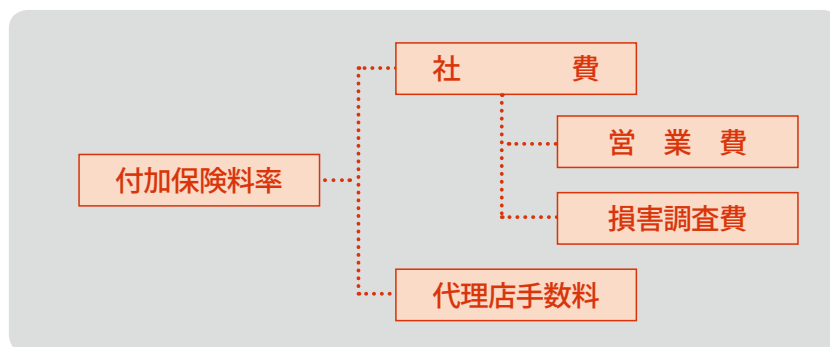 社費
営業費
付加保険料率
損害調査費
代理店手数料